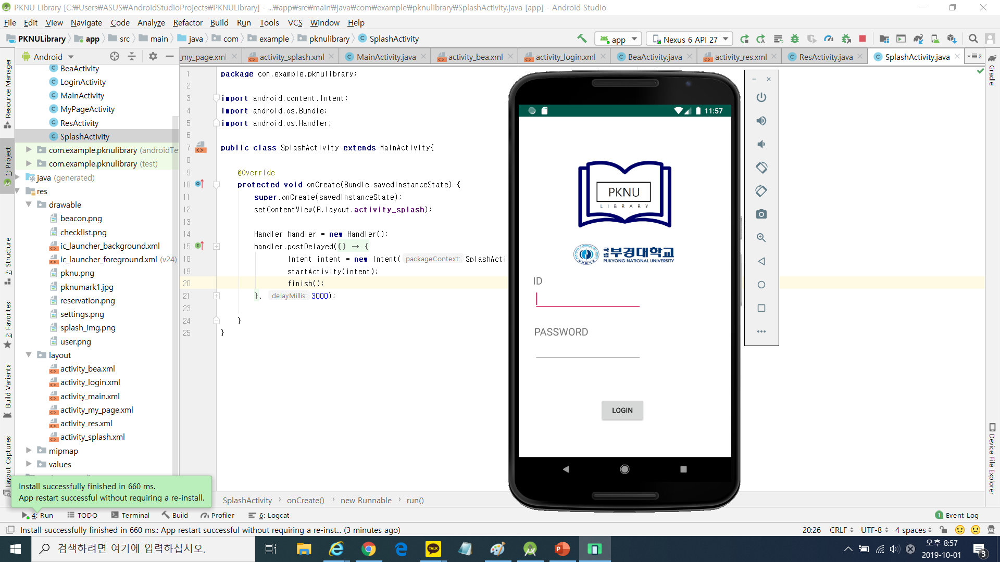 PKNU Library [C:₩Users₩ASUS₩AndroidStudioProjects₩PKNULibrary] - ...₩app₩src₩main₩java₩com₩example₩pknulibrary₩SplashActivity.java [app] - Android Studio
File Edit View Navigate Code Analyze Refactor Build Run Tools VCS Window Help
PKNULibrary app src main java com example pknulibrary SplashActivity
app Nexus 6 API 27
Android
_my_page.xml activity_splash.xml MainActivity.java activity_bea.xml activity_login.xml BeaActivity.java activity_res.xml ResActivity.java SplashActivity.java 2
Resource Manager
1: Project
7: Structure
2: Favorites
Build Variants
Layout Captures
BeaActivity
LoginActivity
MainActivity
MyPageActivity
ResActivity
SplashActivity
com.example.pknulibrary (androidTe
com.example.pknulibrary (test)
java (generated)
res
drawable
beacon.png
checklist.png
ic_launcher_background.xml
ic_launcher_foreground.xml (v24)
pknu.png
pknumark1.jpg
reservation.png
settings.png
splash_img.png
user.png
layout
activity_bea.xml
activity_login.xml
activity_main.xml
activity_my_page.xml
activity_res.xml
activity_splash.xml
mipmap
values
1 package com.example.pknulibrary;
2
3 import android.content.Intent;
4 import android.os.Bundle;
5 import android.os.Handler;
6
7 public class SplashActivity extends MainActivity{
8
9 @Override
10 protected void onCreate(Bundle savedInstanceState) {
11 super.onCreate(savedInstanceState);
12 setContentView(R.layout.activity_splash);
13
14 Handler handler = new Handler();
15 handler.postDelayed(() → {
18 Intent intent = new Intent( packageContext: SplashActi
19 startActivity(intent);
20 finish();
21 }, delayMillis: 3000);
23
24 }
25 }
11:57
PKNU
LIBRARY
국립부경대학교
PUKYONG NATIONAL UNIVERSITY
ID
PASSWORD
LOGIN
Gradle
Device File Explorer
Install successfully finished in 660 ms.
App restart successful without requiring a re-install.
SplashActivity onCreate() new Runnable run()
4: Run TODO Terminal Build Profiler 6: Logcat 1 Event Log
Install successfully finished in 660 ms.: App restart successful without requiring a re-inst... (3 minutes ago) 20:26 CRLF UTF-8 4 spaces
검색하려면 여기에 입력하십시오.
TALK
오후 8:57
2019-10-01
3